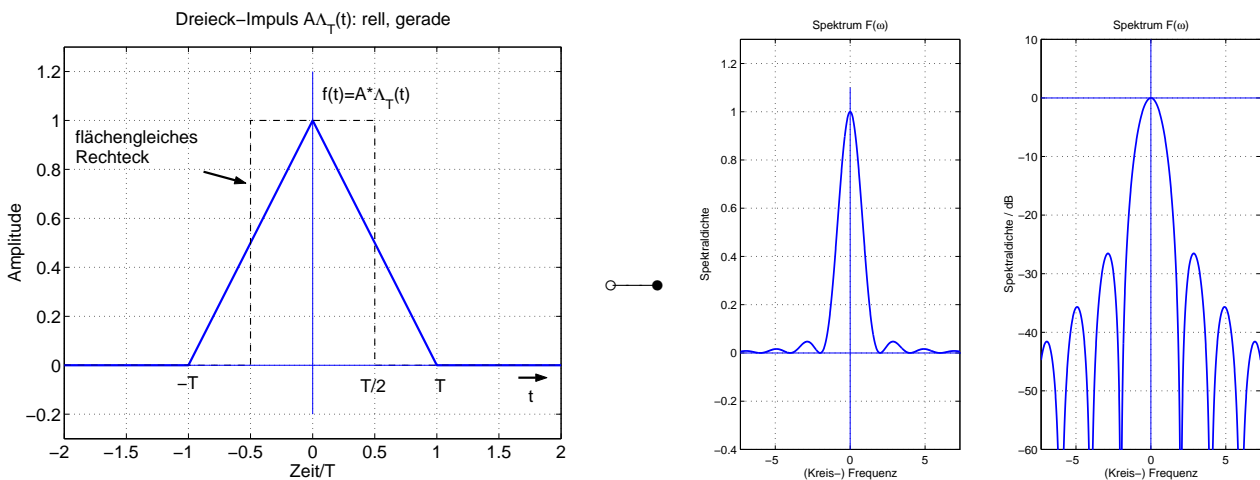 Dreieck−Impuls AΛ_T(t): rell, gerade
1.2
1
0.8
0.6
0.4
0.2
0
−0.2
Amplitude
f(t)=A*Λ_T(t)
flächengleiches
Rechteck
−T
T/2
T
t
−2
−1.5
−1
−0.5
0
0.5
1
1.5
2
Zeit/T
Spektrum F(ω)
1.2
1
0.8
0.6
0.4
0.2
0
−0.2
−0.4
Spektraldichte
−5
0
5
(Kreis−) Frequenz
Spektrum F(ω)
10
0
−10
−20
−30
−40
−50
−60
Spektraldichte / dB
−5
0
5
(Kreis−) Frequenz